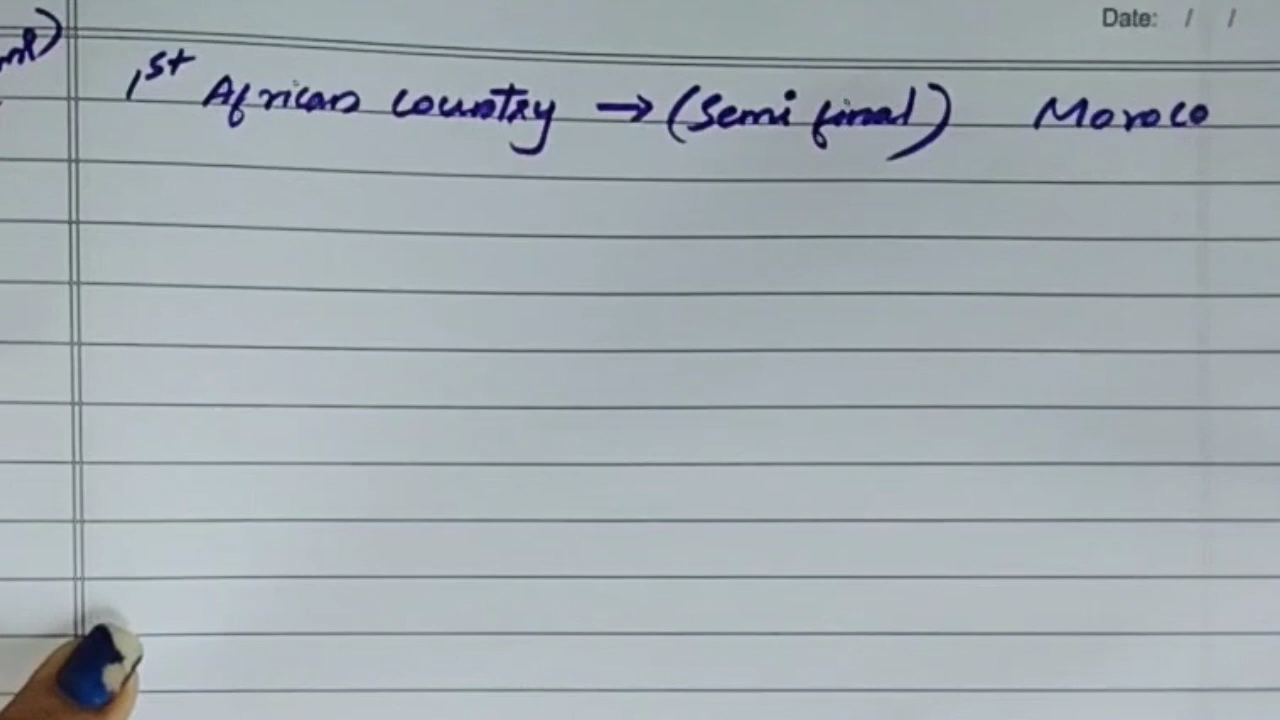 Date: / /
1st African country → (Semi final) Moroco